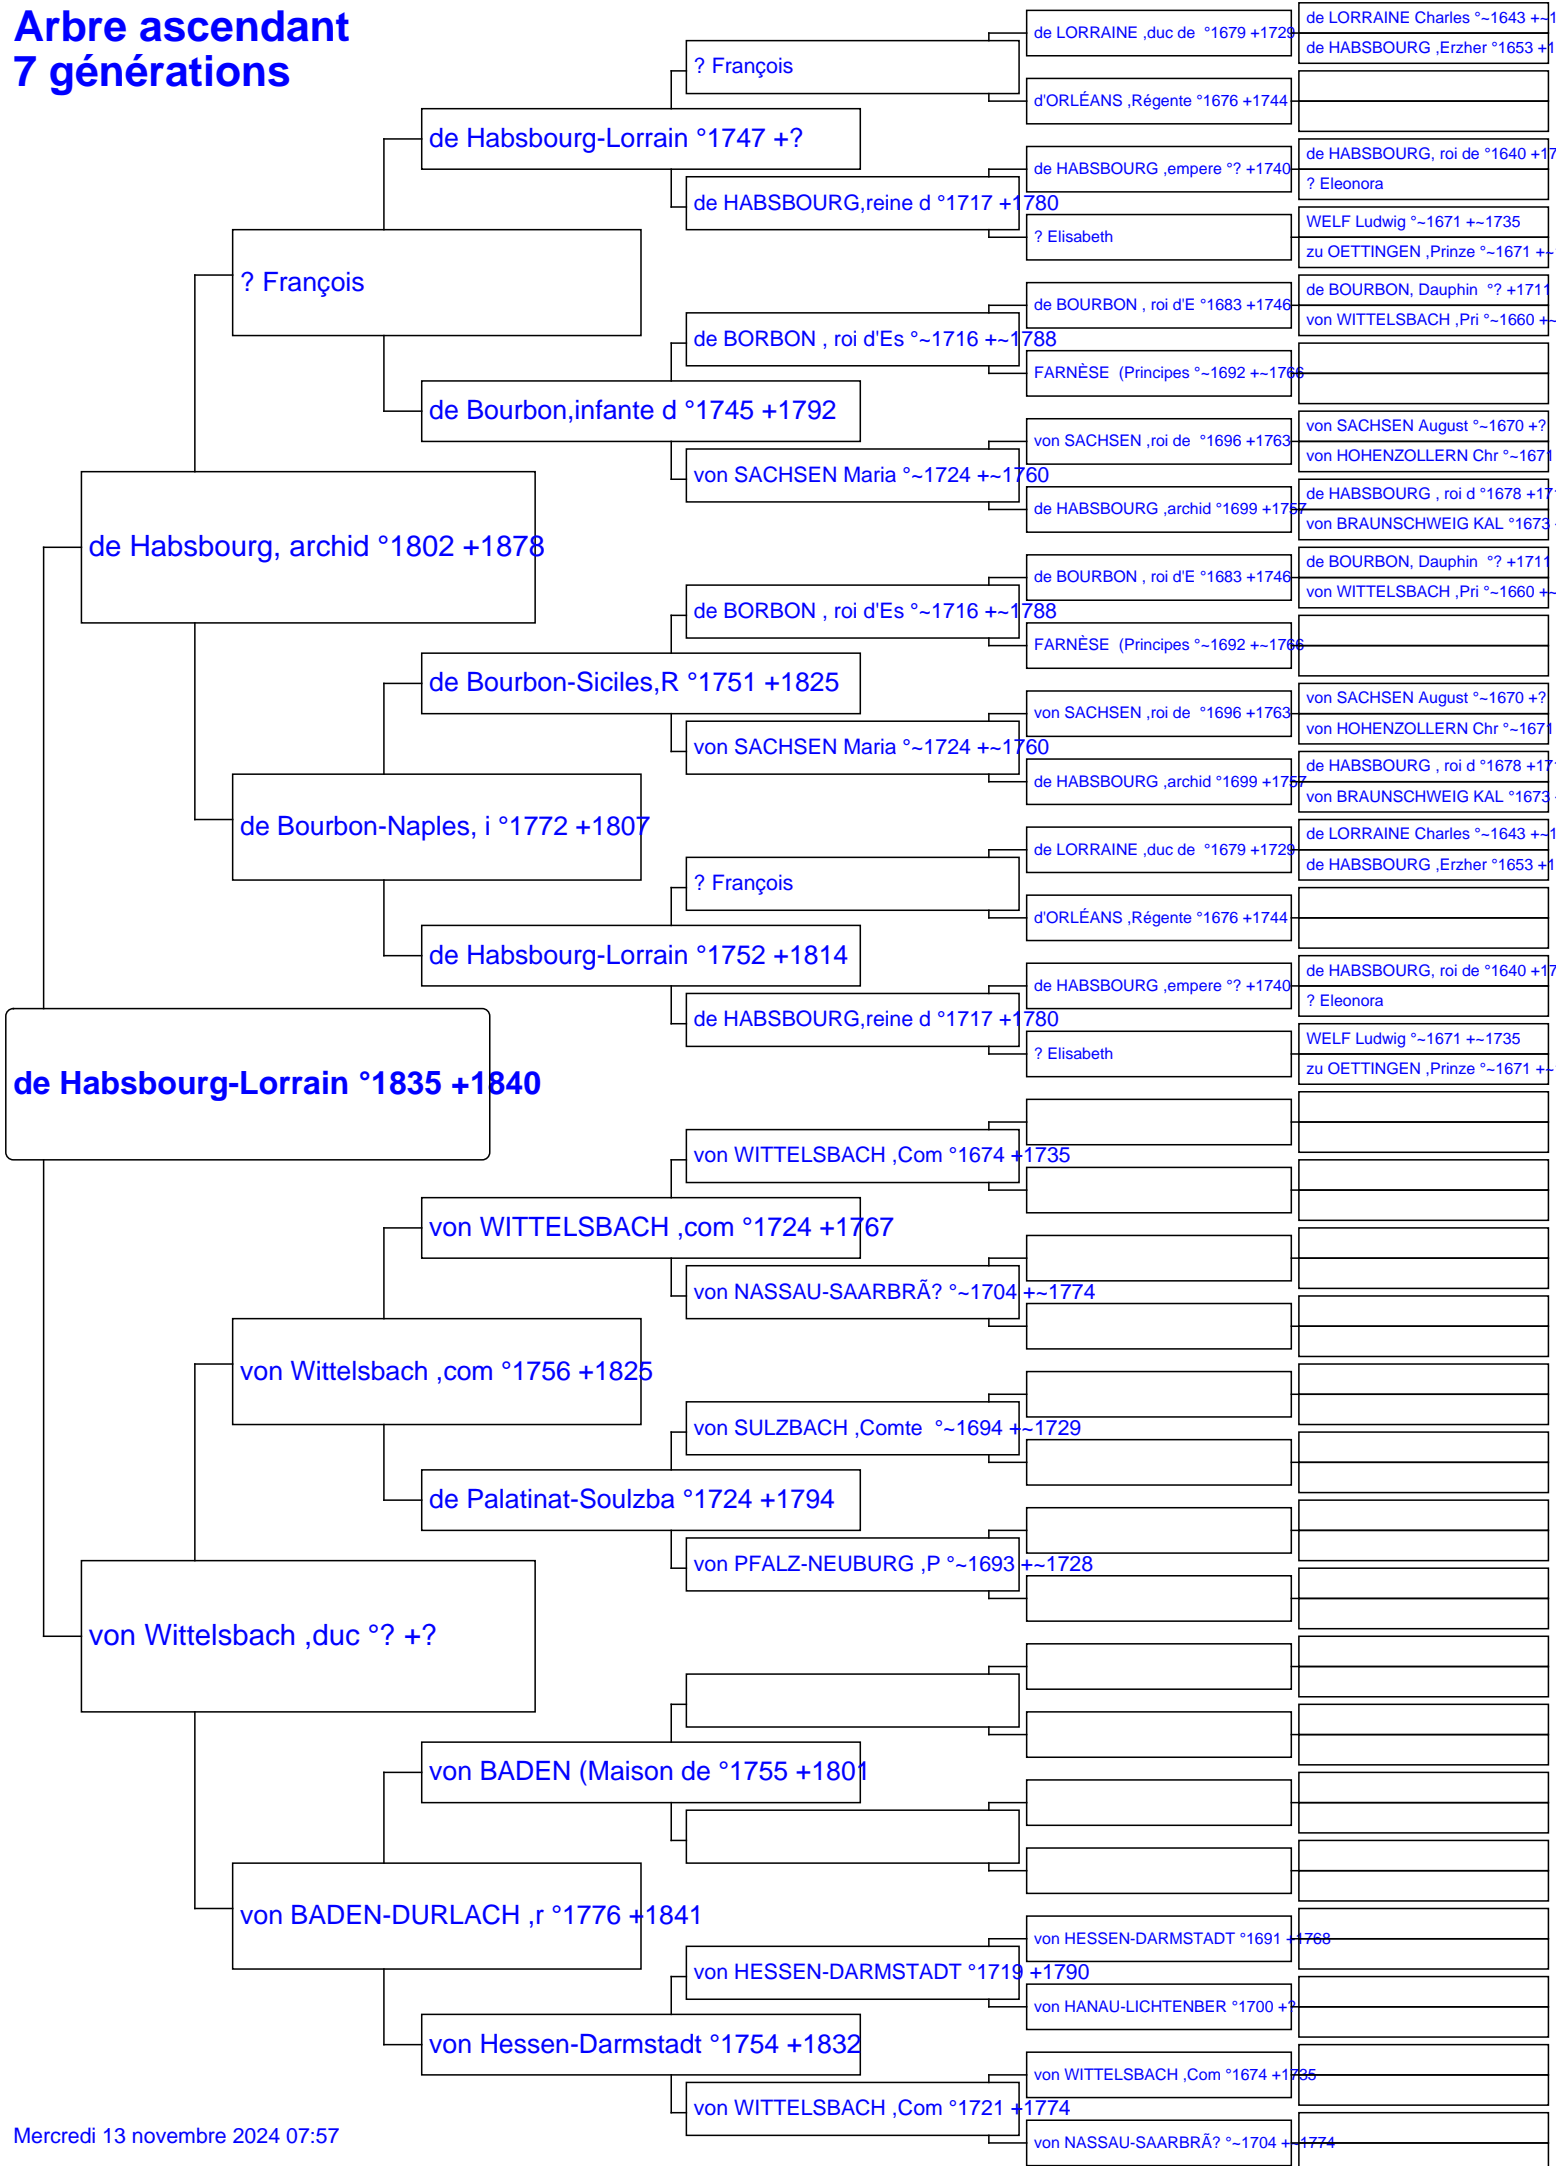 Arbre ascendant
7 générations
de LORRAINE ,duc de °1679 +1729
de LORRAINE Charles °~1643 +~1
de HABSBOURG ,Erzher °1653 +1
? François
d'ORLÉANS ,Régente °1676 +1744
de Habsbourg-Lorrain °1747 +?
de HABSBOURG ,empere °? +1740
de HABSBOURG, roi de °1640 +17
? Eleonora
de HABSBOURG,reine d °1717 +1780
? Elisabeth
WELF Ludwig °~1671 +~1735
zu OETTINGEN ,Prinze °~1671 +~
? François
de BOURBON , roi d'E °1683 +1746
de BOURBON, Dauphin °? +1711
von WITTELSBACH ,Pri °~1660 +~
de BORBON , roi d'Es °~1716 +~1788
FARNÈSE (Principes °~1692 +~1766
de Bourbon,infante d °1745 +1792
von SACHSEN ,roi de °1696 +1763
von SACHSEN August °~1670 +?
von HOHENZOLLERN Chr °~1671
von SACHSEN Maria °~1724 +~1760
de HABSBOURG ,archid °1699 +1757
de HABSBOURG , roi d °1678 +171
von BRAUNSCHWEIG KAL °1673 +
de Habsbourg, archid °1802 +1878
de BOURBON , roi d'E °1683 +1746
de BOURBON, Dauphin °? +1711
von WITTELSBACH ,Pri °~1660 +~
de BORBON , roi d'Es °~1716 +~1788
FARNÈSE (Principes °~1692 +~1766
de Bourbon-Siciles,R °1751 +1825
von SACHSEN ,roi de °1696 +1763
von SACHSEN August °~1670 +?
von HOHENZOLLERN Chr °~1671
von SACHSEN Maria °~1724 +~1760
de HABSBOURG ,archid °1699 +1757
de HABSBOURG , roi d °1678 +171
von BRAUNSCHWEIG KAL °1673 +
de Bourbon-Naples, i °1772 +1807
de LORRAINE ,duc de °1679 +1729
de LORRAINE Charles °~1643 +~1
de HABSBOURG ,Erzher °1653 +1
? François
d'ORLÉANS ,Régente °1676 +1744
de Habsbourg-Lorrain °1752 +1814
de HABSBOURG ,empere °? +1740
de HABSBOURG, roi de °1640 +17
? Eleonora
de HABSBOURG,reine d °1717 +1780
? Elisabeth
WELF Ludwig °~1671 +~1735
zu OETTINGEN ,Prinze °~1671 +~
de Habsbourg-Lorrain °1835 +1840
von WITTELSBACH ,Com °1674 +1735
von WITTELSBACH ,com °1724 +1767
von NASSAU-SAARBRÃ? °~1704 +~1774
von Wittelsbach ,com °1756 +1825
von SULZBACH ,Comte °~1694 +~1729
de Palatinat-Soulzba °1724 +1794
von PFALZ-NEUBURG ,P °~1693 +~1728
von Wittelsbach ,duc °? +?
von BADEN (Maison de °1755 +1801
von BADEN-DURLACH ,r °1776 +1841
von HESSEN-DARMSTADT °1691 +1768
von HESSEN-DARMSTADT °1719 +1790
von HANAU-LICHTENBER °1700 +?
von Hessen-Darmstadt °1754 +1832
von WITTELSBACH ,Com °1674 +1735
von WITTELSBACH ,Com °1721 +1774
von NASSAU-SAARBRÃ? °~1704 +~1774
Mercredi 13 novembre 2024 07:57